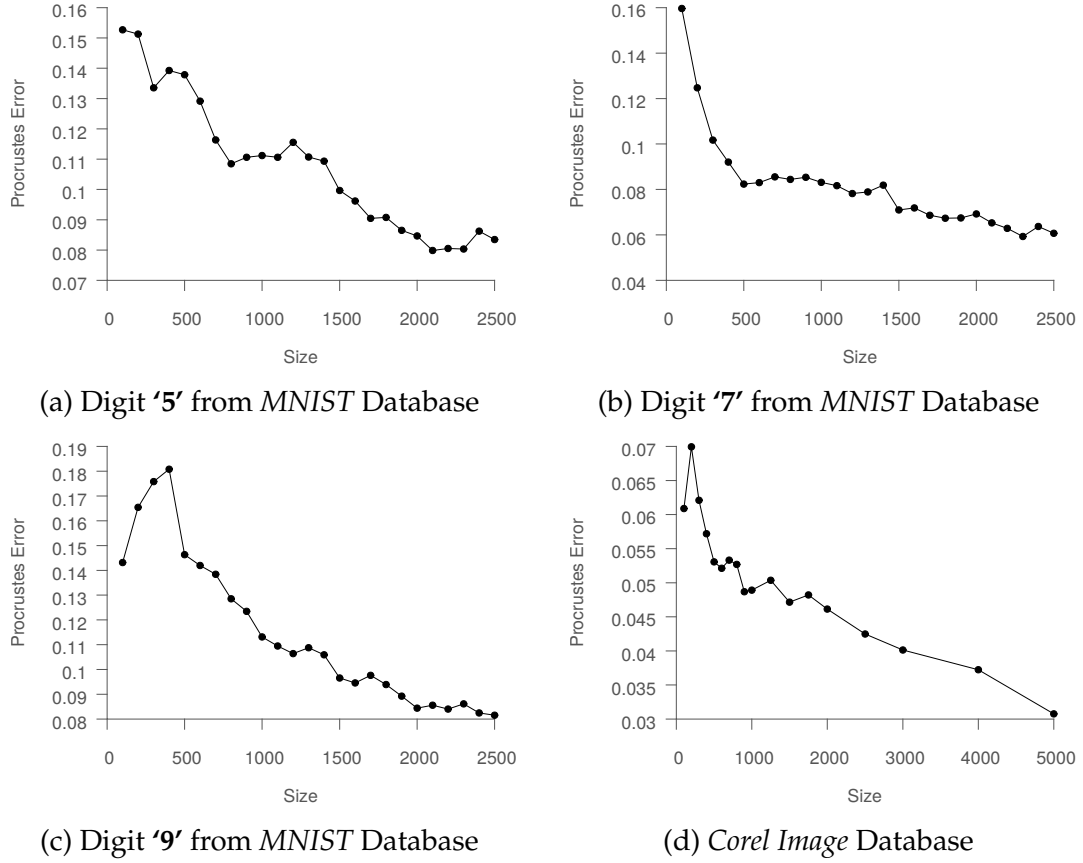 0.16
0.15
0.14
0.13
0.12
0.11
0.1
0.09
0.08
0.07
Procrustes Error
0 500 1000 1500 2000 2500
Size
(a) Digit ‘5’ from MNIST Database
0.16
0.14
0.12
0.1
0.08
0.06
0.04
Procrustes Error
0 500 1000 1500 2000 2500
Size
(b) Digit ‘7’ from MNIST Database
0.19
0.18
0.17
0.16
0.15
0.14
0.13
0.12
0.11
0.1
0.09
0.08
Procrustes Error
0 500 1000 1500 2000 2500
Size
(c) Digit ‘9’ from MNIST Database
0.07
0.065
0.06
0.055
0.05
0.045
0.04
0.035
0.03
Procrustes Error
0 1000 2000 3000 4000 5000
Size
(d) Corel Image Database